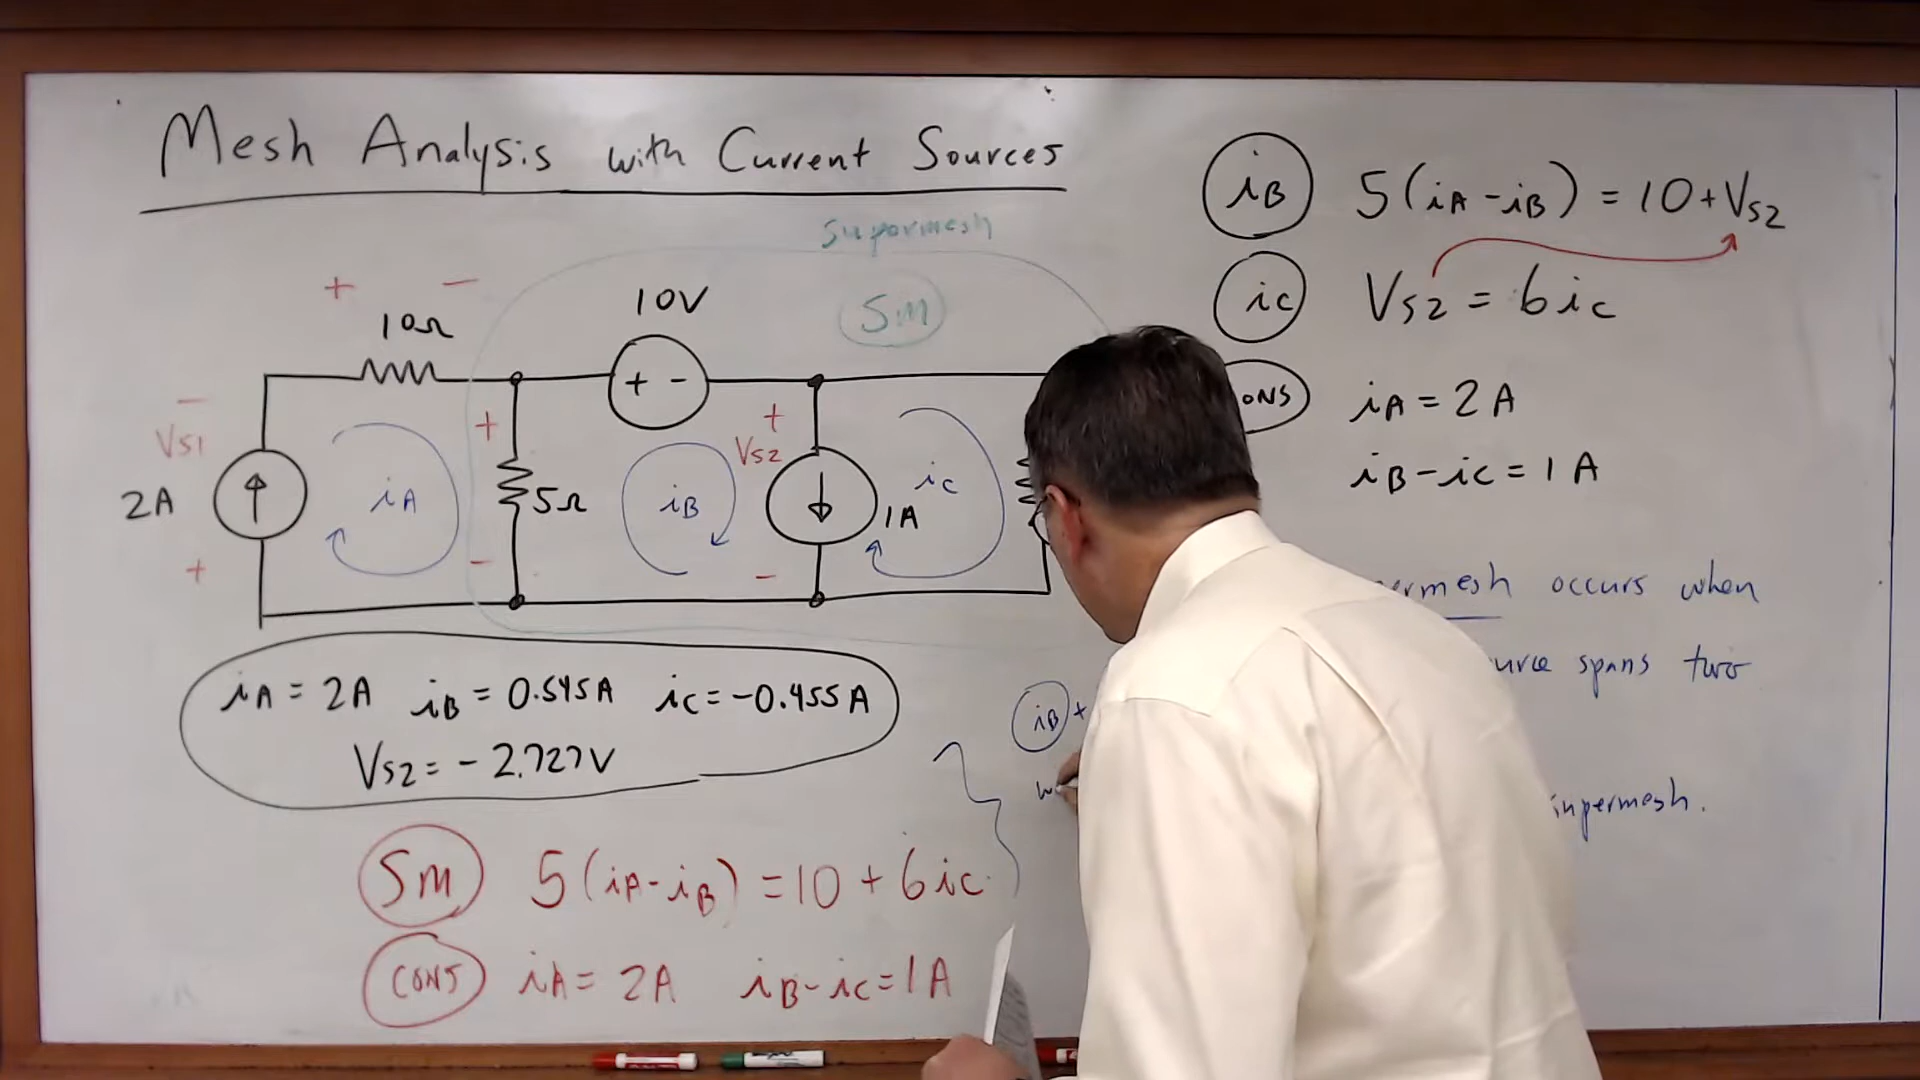 Mesh Analysis with Current Sources
Supermesh
SM
+ -
10Ω
10V
+ -
- VS1 +
2A
iA
+ -
5Ω
iB
+ VS2 -
1A
iC
iA = 2A iB = 0.545A iC = -0.455A
VS2 = - 2.727V
SM 5(iA - iB) = 10 + 6iC
CONS iA = 2A iB - iC = 1A
iB 5(iA - iB) = 10 + VS2
iC VS2 = 6iC
iA = 2A
iB - iC = 1A
occurs when
spans two
iB +